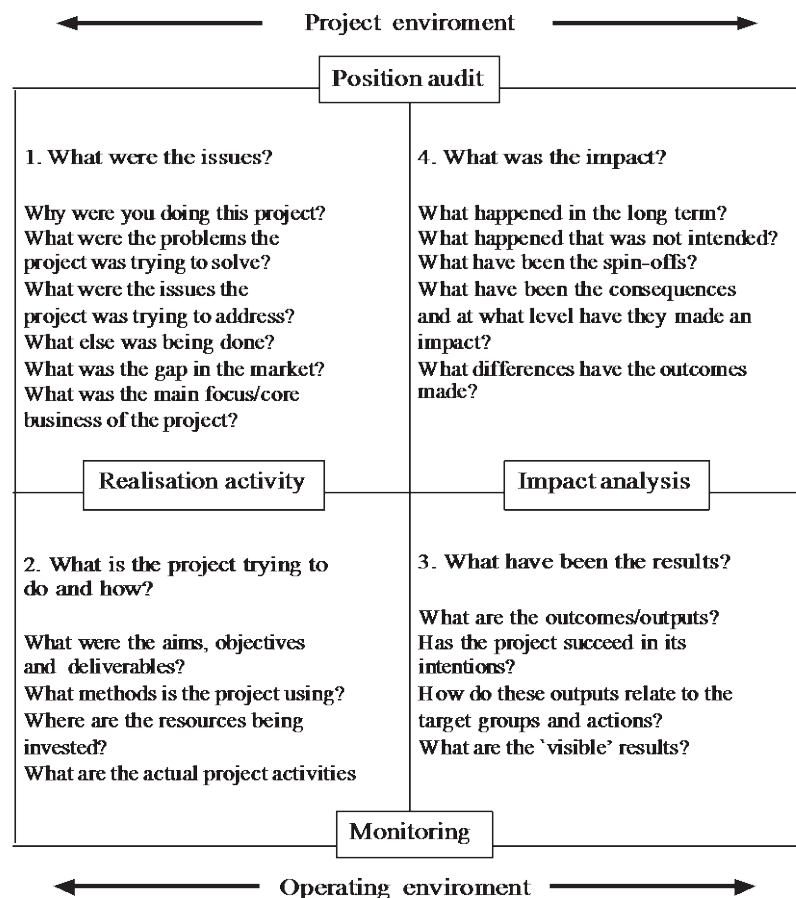 Project enviroment
Position audit
1. What were the issues?
Why were you doing this project?
What were the problems the
project was trying to solve?
What were the issues the
project was trying to address?
What else was being done?
What was the gap in the market?
What was the main focus/core
business of the project?
4. What was the impact?
What happened in the long term?
What happened that was not intended?
What have been the spin-offs?
What have been the consequences
and at what level have they made an
impact?
What differences have the outcomes
made?
Realisation activity
Impact analysis
2. What is the project trying to
do and how?
What were the aims, objectives
and deliverables?
What methods is the project using?
Where are the resources being
invested?
What are the actual project activities
3. What have been the results?
What are the outcomes/outputs?
Has the project succeed in its
intentions?
How do these outputs relate to the
target groups and actions?
What are the `visible' results?
Monitoring
Operating enviroment